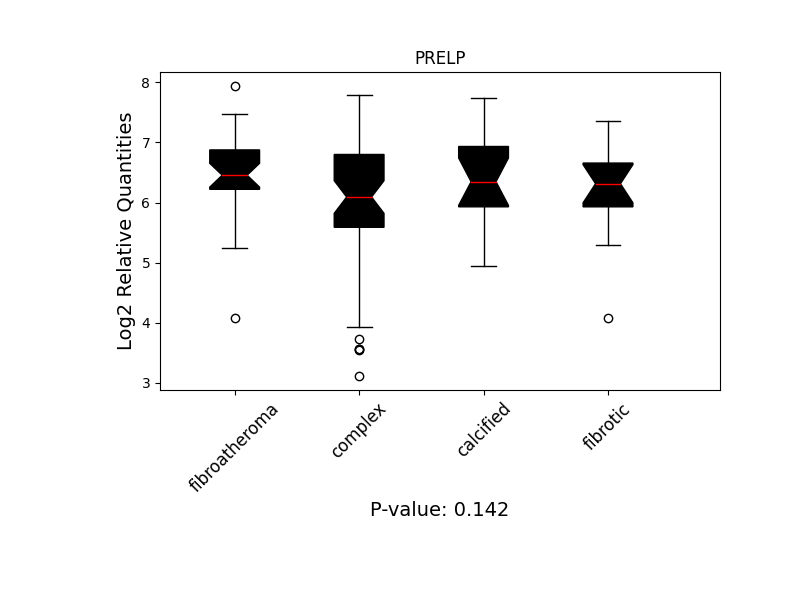 PRELP
Log2 Relative Quantities
8
7
6
5
4
3
fibroatheroma
complex
calcified
fibrotic
P-value: 0.142